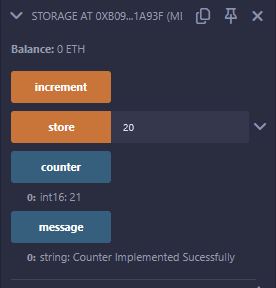 STORAGE AT 0XB09...1A93F (MI
Balance: 0 ETH
increment
store 20
counter
0: int16: 21
message
0: string: Counter Implemented Sucessfully